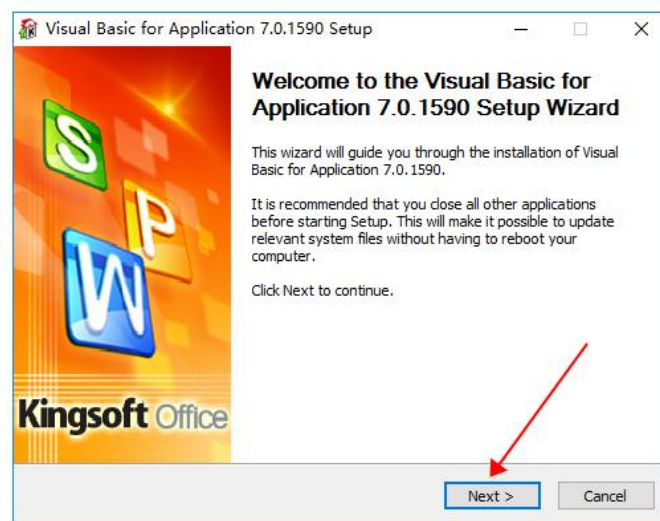 Visual Basic for Application 7.0.1590 Setup
S
P
W
Kingsoft Office
Welcome to the Visual Basic for
Application 7.0.1590 Setup Wizard
This wizard will guide you through the installation of Visual
Basic for Application 7.0.1590.
It is recommended that you close all other applications
before starting Setup. This will make it possible to update
relevant system files without having to reboot your
computer.
Click Next to continue.
Next >
Cancel